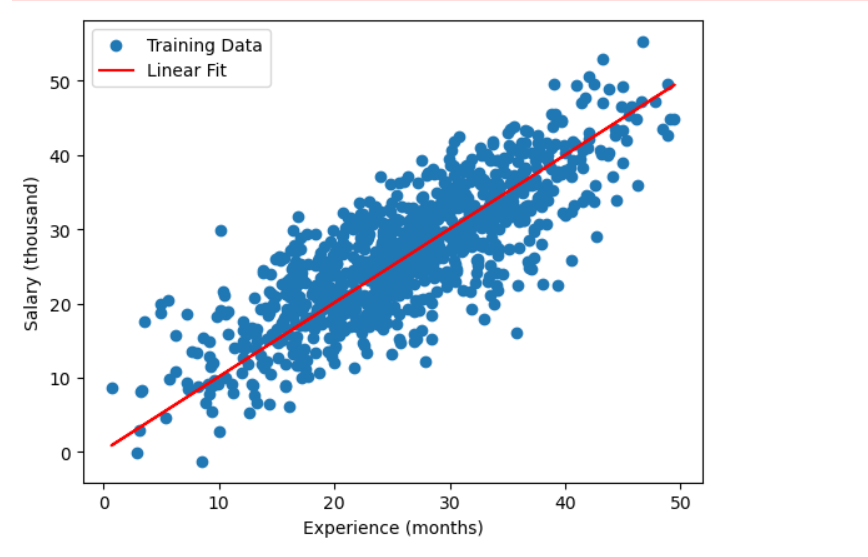 Training Data
Linear Fit
50
40
30
20
10
0
Salary (thousand)
0 10 20 30 40 50
Experience (months)